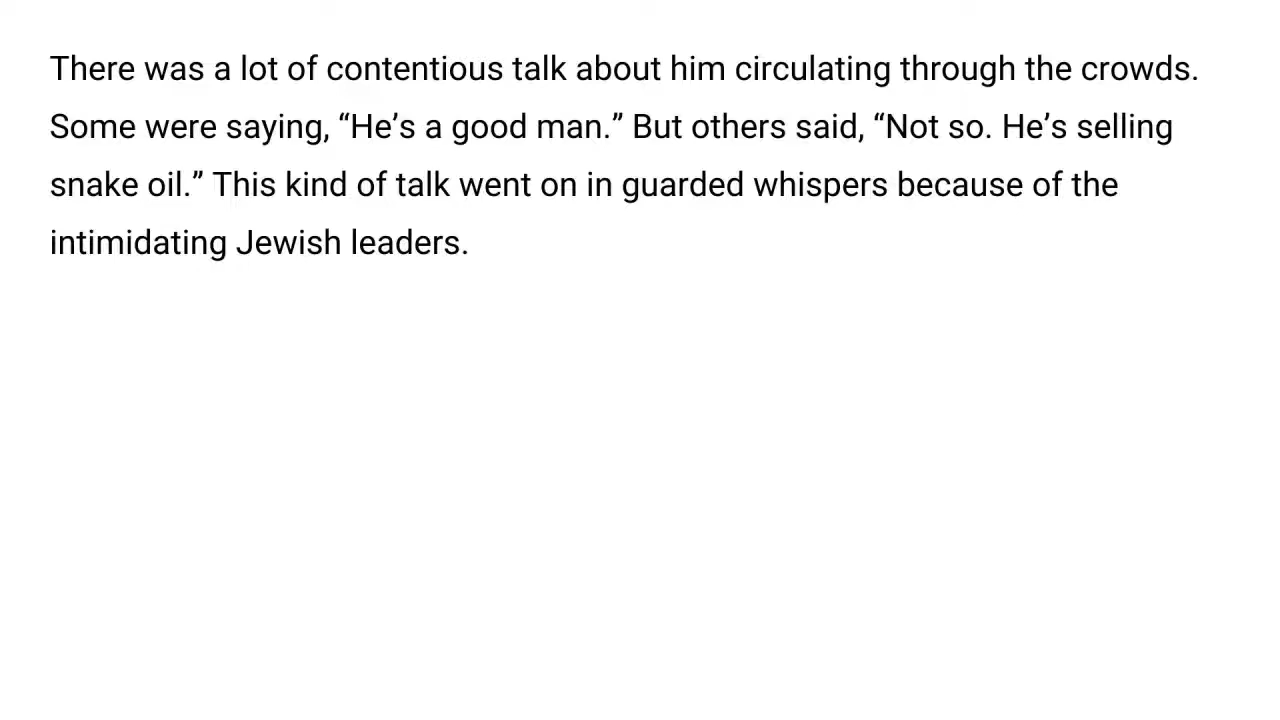 There was a lot of contentious talk about him circulating through the crowds.
Some were saying, “He’s a good man.” But others said, “Not so. He’s selling
snake oil.” This kind of talk went on in guarded whispers because of the
intimidating Jewish leaders.